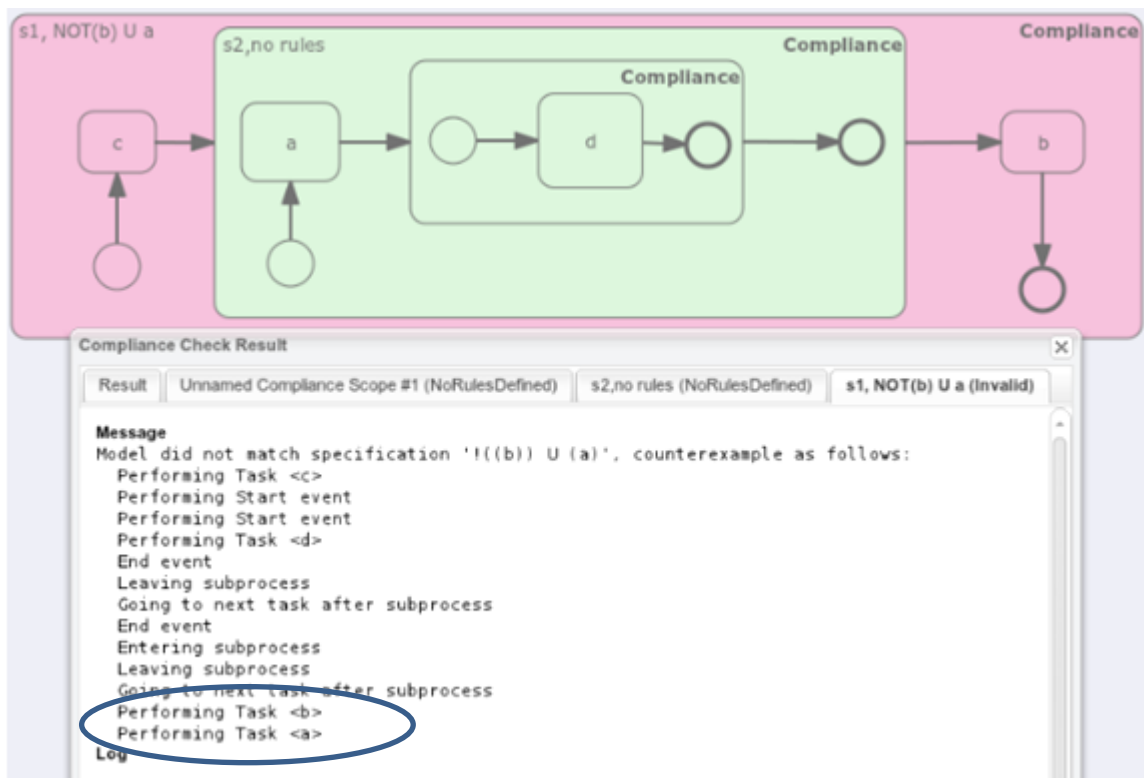 s1, NOT(b) U a
Compliance
s2,no rules
Compliance
Compliance
c
a
d
b
Compliance Check Result
Result
Unnamed Compliance Scope #1 (NoRulesDefined)
s2,no rules (NoRulesDefined)
s1, NOT(b) U a (Invalid)
Message
Model did not match specification '!((b)) U (a)', counterexample as follows:
Performing Task <c>
Performing Start event
Performing Start event
Performing Task <d>
End event
Leaving subprocess
Going to next task after subprocess
End event
Entering subprocess
Leaving subprocess
Going to next task after subprocess
Performing Task <b>
Performing Task <a>
Log